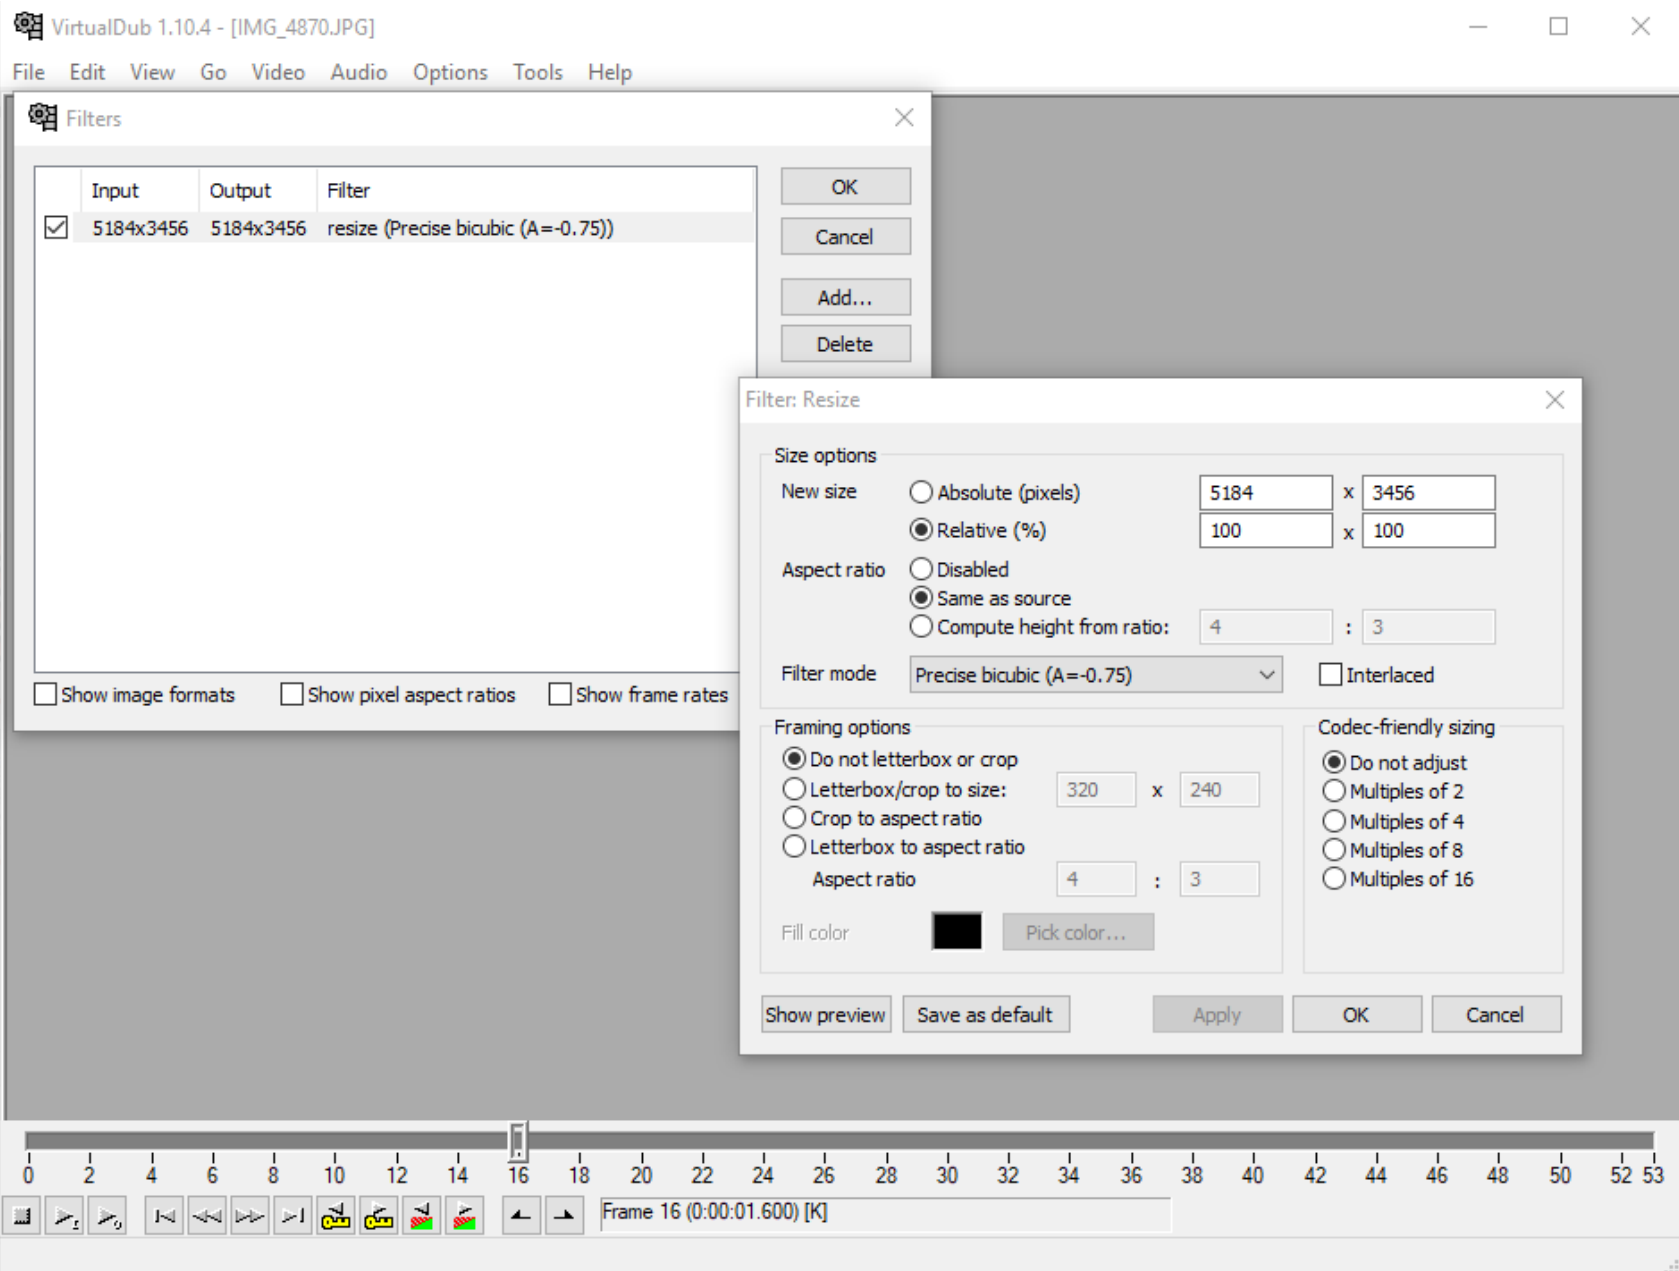 VirtualDub 1.10.4 - [IMG_4870.JPG]
File Edit View Go Video Audio Options Tools Help
Filters
Input Output Filter
5184x3456 5184x3456 resize (Precise bicubic (A=-0.75))
OK
Cancel
Add...
Delete
Show image formats Show pixel aspect ratios Show frame rates
Filter: Resize
Size options
New size Absolute (pixels) 5184 x 3456
Relative (%) 100 x 100
Aspect ratio Disabled
Same as source
Compute height from ratio: 4 : 3
Filter mode Precise bicubic (A=-0.75) Interlaced
Framing options
Do not letterbox or crop
Letterbox/crop to size: 320 x 240
Crop to aspect ratio
Letterbox to aspect ratio
Aspect ratio 4 : 3
Fill color Pick color...
Codec-friendly sizing
Do not adjust
Multiples of 2
Multiples of 4
Multiples of 8
Multiples of 16
Show preview Save as default Apply OK Cancel
0 2 4 6 8 10 12 14 16 18 20 22 24 26 28 30 32 34 36 38 40 42 44 46 48 50 52 53
Frame 16 (0:00:01.600) [K]